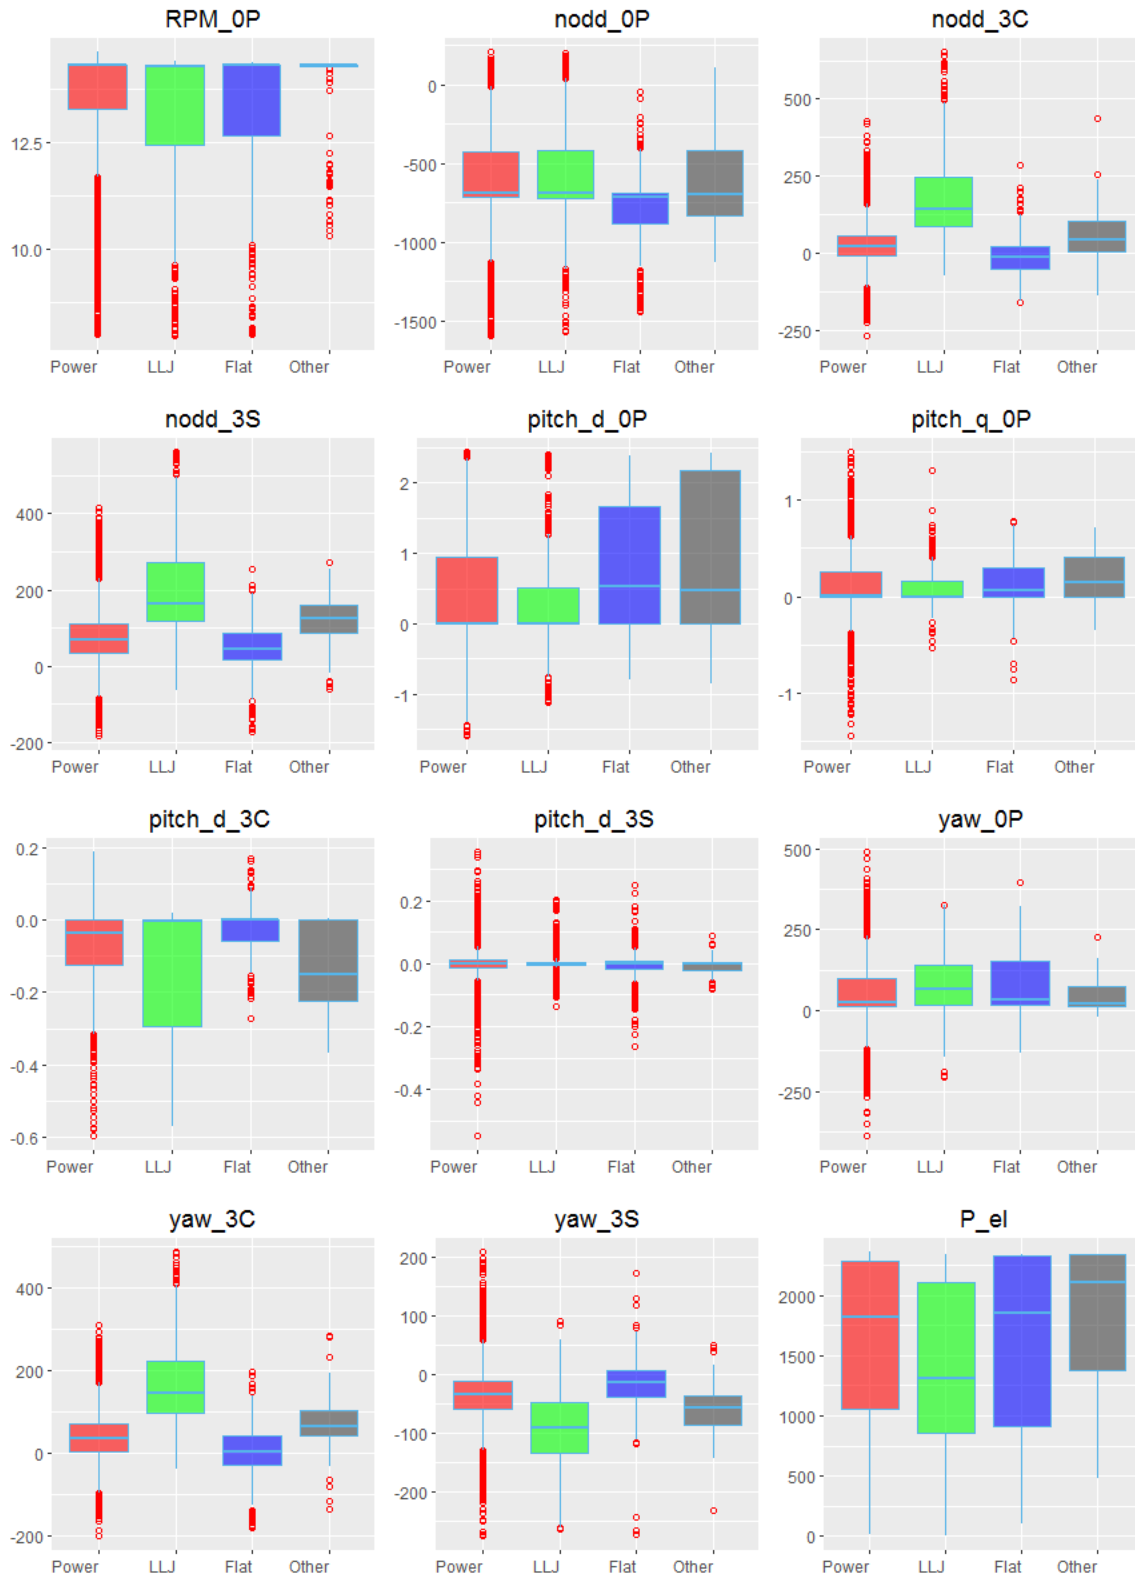 RPM_0P
nodd_0P
nodd_3C
12.5
10.0
Power LLJ Flat Other
0
-500
-1000
-1500
Power LLJ Flat Other
500
250
0
-250
Power LLJ Flat Other
nodd_3S
pitch_d_0P
pitch_q_0P
400
200
0
-200
Power LLJ Flat Other
2
1
0
-1
Power LLJ Flat Other
1
0
-1
Power LLJ Flat Other
pitch_d_3C
pitch_d_3S
yaw_0P
0.2
0.0
-0.2
-0.4
-0.6
Power LLJ Flat Other
0.2
0.0
-0.2
-0.4
Power LLJ Flat Other
500
250
0
-250
Power LLJ Flat Other
yaw_3C
yaw_3S
P_el
400
200
0
-200
Power LLJ Flat Other
200
100
0
-100
-200
Power LLJ Flat Other
2000
1500
1000
500
0
Power LLJ Flat Other